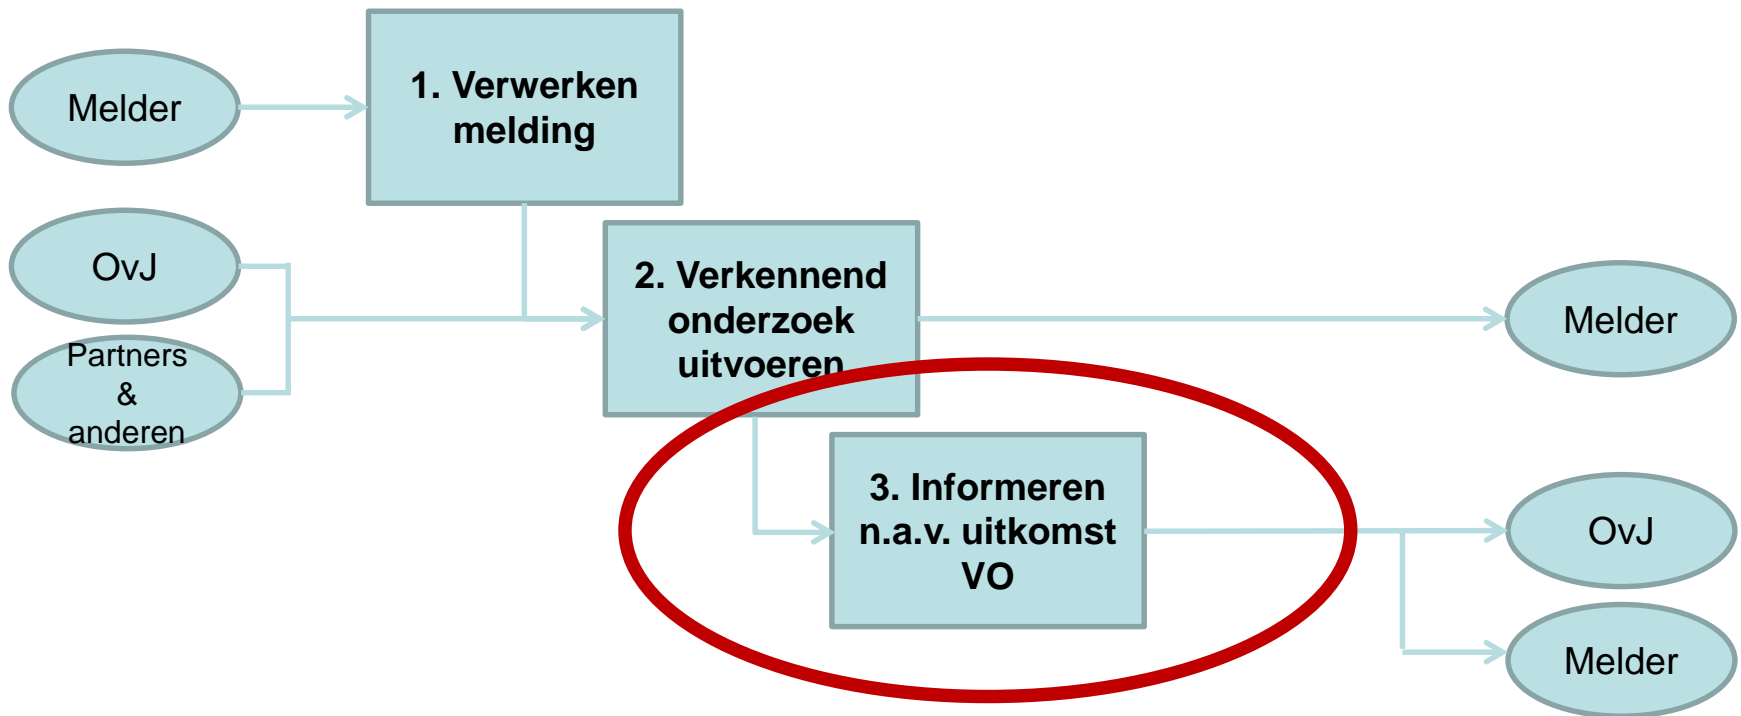 Melder
1. Verwerken
melding
OvJ
Partners
&
anderen
2. Verkennend
onderzoek
uitvoeren
Melder
3. Informeren
n.a.v. uitkomst
VO
OvJ
Melder